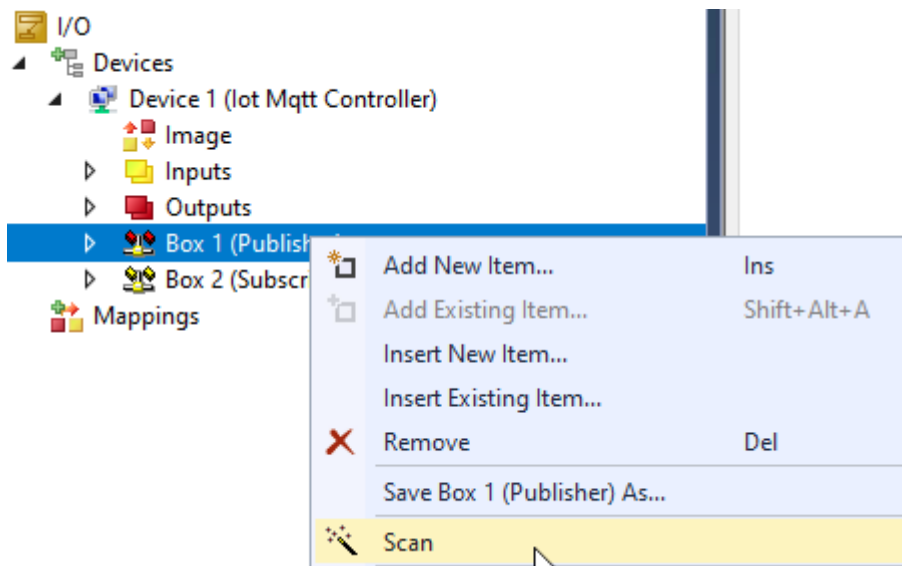 I/O
Devices
Device 1 (Iot Mqtt Controller)
Image
Inputs
Outputs
Box 1 (Publish
Box 2 (Subscr
Mappings
Add New Item... Ins
Add Existing Item... Shift+Alt+A
Insert New Item...
Insert Existing Item...
Remove Del
Save Box 1 (Publisher) As...
Scan